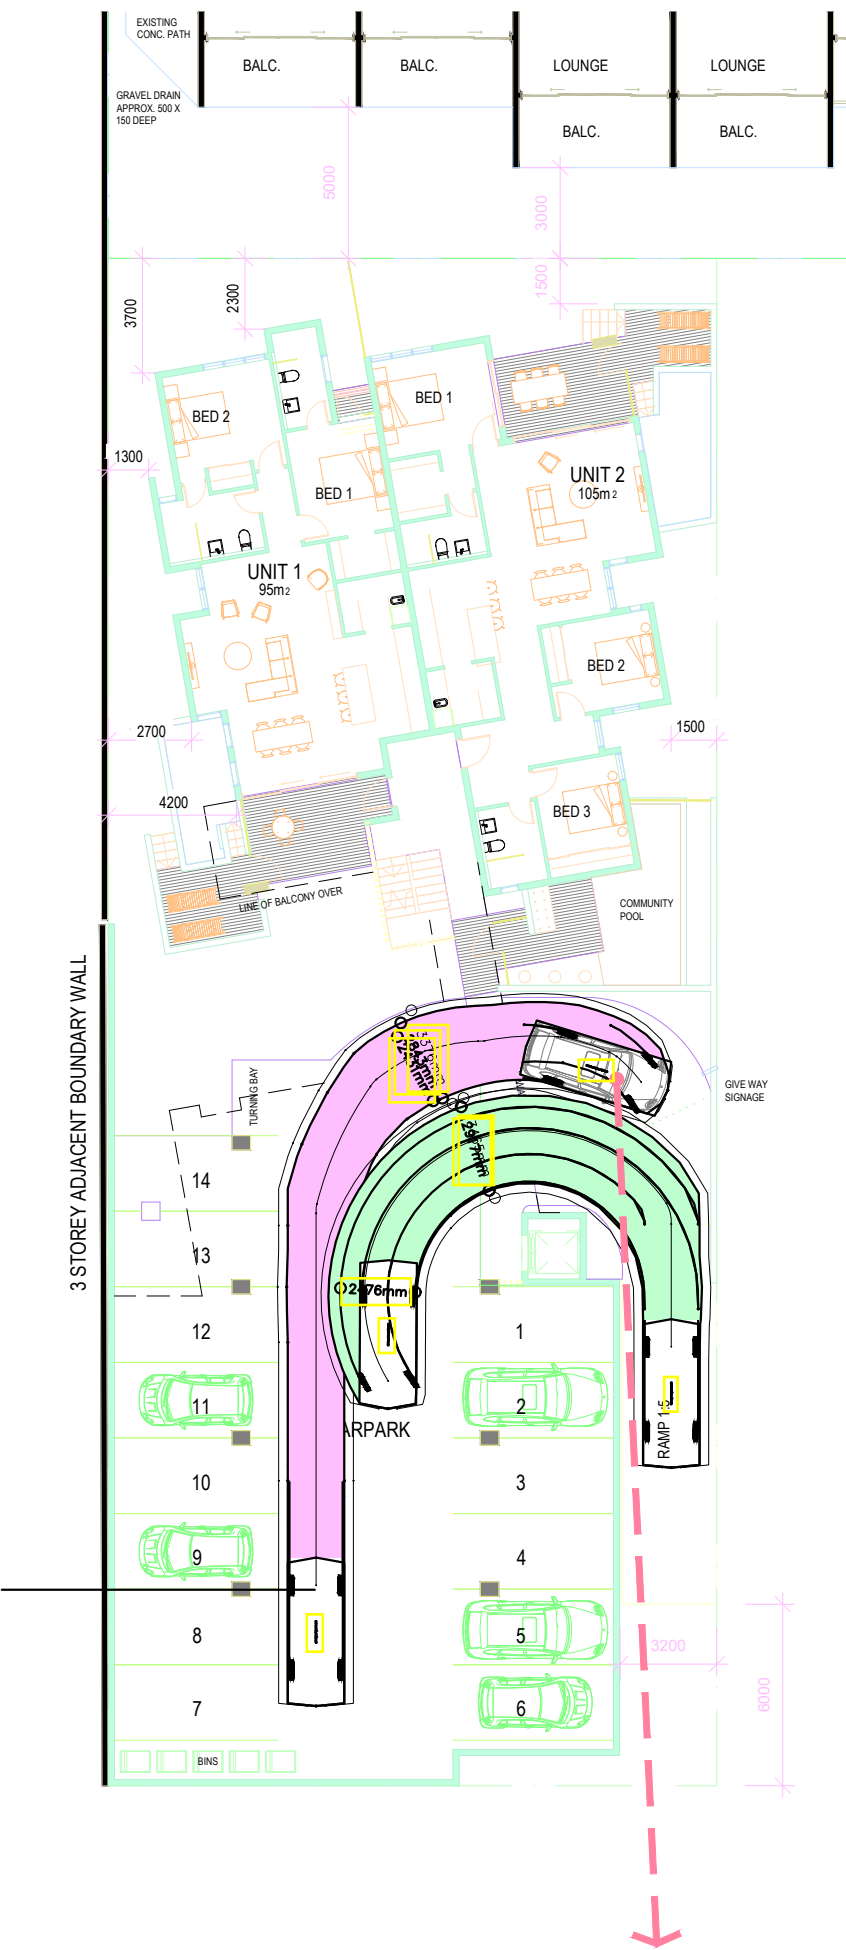 EXISTING
CONC. PATH
BALC.
BALC.
LOUNGE
LOUNGE
GRAVEL DRAIN
APPROX. 500 X
150 DEEP
BALC.
BALC.
5000
3000
1500
3700
2300
BED 2
BED 1
1300
BED 1
UNIT 2
105m2
UNIT 1
95m2
BED 2
2700
1500
4200
BED 3
LINE OF BALCONY OVER
COMMUNITY
POOL
3 STOREY ADJACENT BOUNDARY WALL
TURNING BAY
GIVE WAY
SIGNAGE
14
13
2476mm
12
1
11
2
ARPARK
RAMP 1:5
10
3
9
4
8
5
3200
6000
7
6
BINS